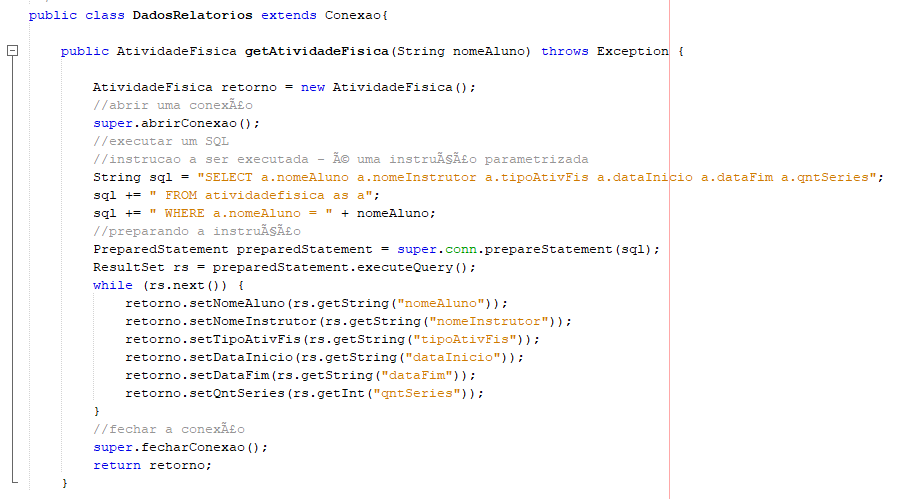 public class DadosRelatorios extends Conexao{
public AtividadeFisica getAtividadeFisica(String nomeAluno) throws Exception {
AtividadeFisica retorno = new AtividadeFisica();
//abrir uma conexÃ£o
super.abrirConexao();
//executar um SQL
//instrucao a ser executada - Ã© uma instruÃ§Ã£o parametrizada
String sql = "SELECT a.nomeAluno a.nomeInstrutor a.tipoAtivFis a.dataInicio a.dataFim a.qntSeries";
sql += " FROM atividadefisica as a";
sql += " WHERE a.nomeAluno = " + nomeAluno;
//preparando a instruÃ§Ã£o
PreparedStatement preparedStatement = super.conn.prepareStatement(sql);
ResultSet rs = preparedStatement.executeQuery();
while (rs.next()) {
retorno.setNomeAluno(rs.getString("nomeAluno"));
retorno.setNomeInstrutor(rs.getString("nomeInstrutor"));
retorno.setTipoAtivFis(rs.getString("tipoAtivFis"));
retorno.setDataInicio(rs.getString("dataInicio"));
retorno.setDataFim(rs.getString("dataFim"));
retorno.setQntSeries(rs.getInt("qntSeries"));
}
//fechar a conexÃ£o
super.fecharConexao();
return retorno;
}